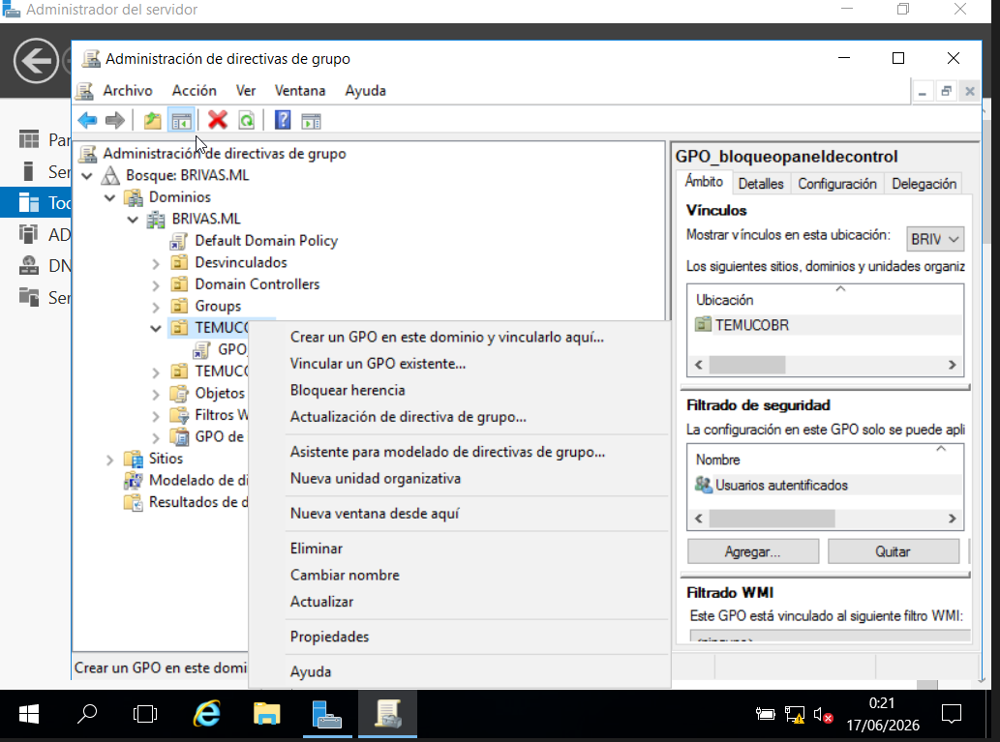 Administrador del servidor
Administración de directivas de grupo
Archivo Acción Ver Ventana Ayuda
Administración de directivas de grupo
Bosque: BRIVAS.ML
Dominios
BRIVAS.ML
Default Domain Policy
Desvinculados
Domain Controllers
Groups
TEMUCO
GPO_
TEMUCO
Objetos
Filtros W
GPO de
Sitios
Modelado de di
Resultados de d
Crear un GPO en este domi
Par
Ser
Tod
AD
DN
Ser
Crear un GPO en este dominio y vincularlo aquí...
Vincular un GPO existente...
Bloquear herencia
Actualización de directiva de grupo...
Asistente para modelado de directivas de grupo...
Nueva unidad organizativa
Nueva ventana desde aquí
Eliminar
Cambiar nombre
Actualizar
Propiedades
Ayuda
GPO_bloqueopaneldecontrol
Ámbito Detalles Configuración Delegación
Vínculos
Mostrar vínculos en esta ubicación: BRIV
Los siguientes sitios, dominios y unidades organiz
Ubicación
TEMUCOBR
Filtrado de seguridad
La configuración en este GPO solo se puede apli
Nombre
Usuarios autentificados
Agregar... Quitar
Filtrado WMI
Este GPO está vinculado al siguiente filtro WMI:
0:21
17/06/2026